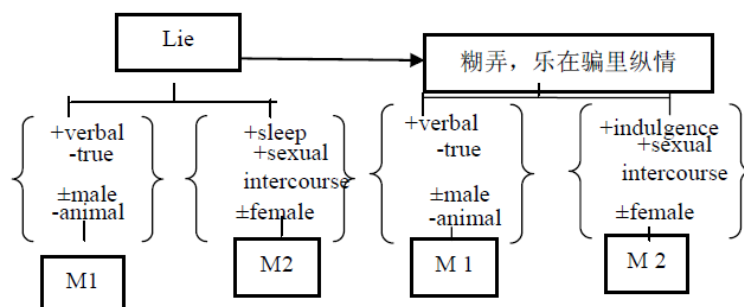 Lie
糊弄，乐在骗里纵情
+verbal
-true
±male
-animal
+sleep
+sexual
intercourse
±female
+verbal
-true
±male
-animal
+indulgence
+sexual
intercourse
±female
M1
M2
M 1
M 2